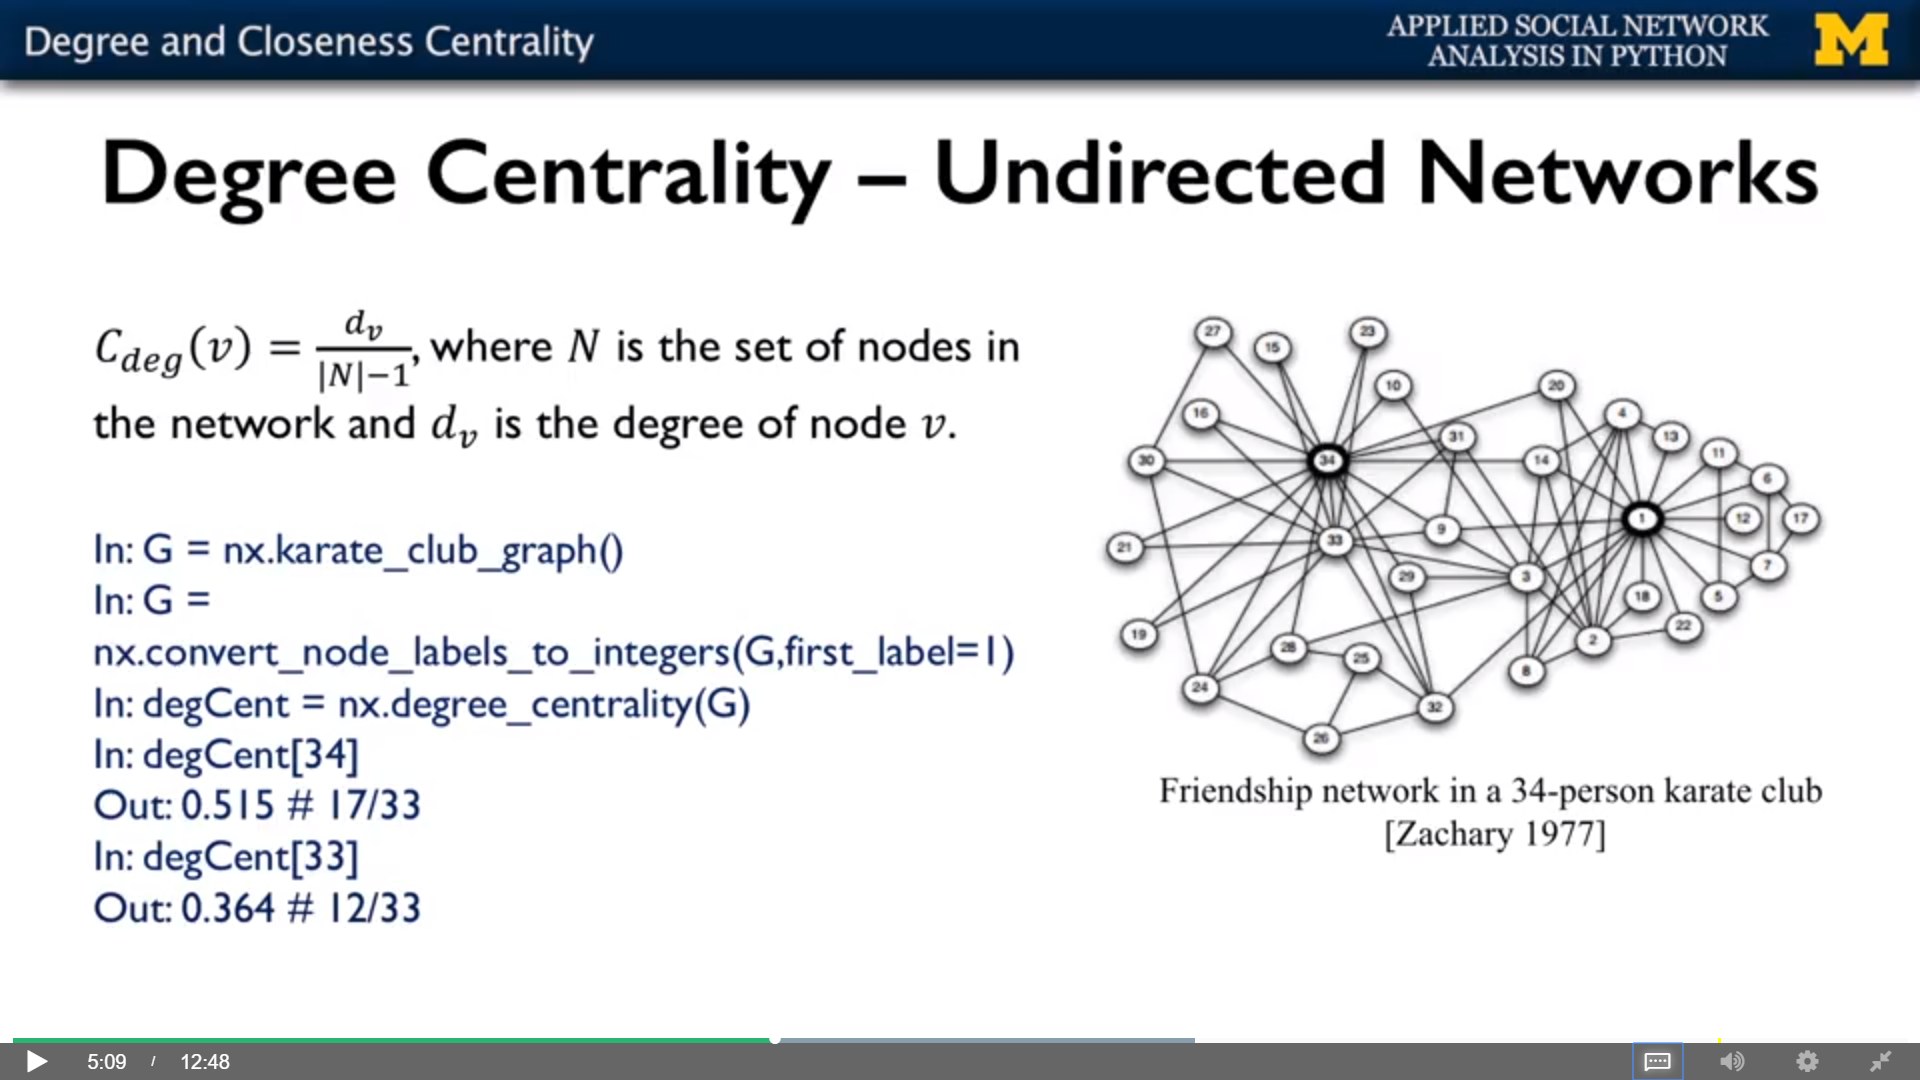 Degree and Closeness Centrality
APPLIED SOCIAL NETWORK
ANALYSIS IN PYTHON
M
Degree Centrality – Undirected Networks
C_deg(v) = d_v / |N|−1, where N is the set of nodes in
the network and d_v is the degree of node v.
In: G = nx.karate_club_graph()
In: G =
nx.convert_node_labels_to_integers(G,first_label=1)
In: degCent = nx.degree_centrality(G)
In: degCent[34]
Out: 0.515 # 17/33
In: degCent[33]
Out: 0.364 # 12/33
27
15
23
10
20
16
4
31
13
11
30
34
14
6
1
12
17
9
33
21
29
3
7
18
5
19
28
25
2
22
8
24
32
26
Friendship network in a 34-person karate club
[Zachary 1977]
5:09 / 12:48